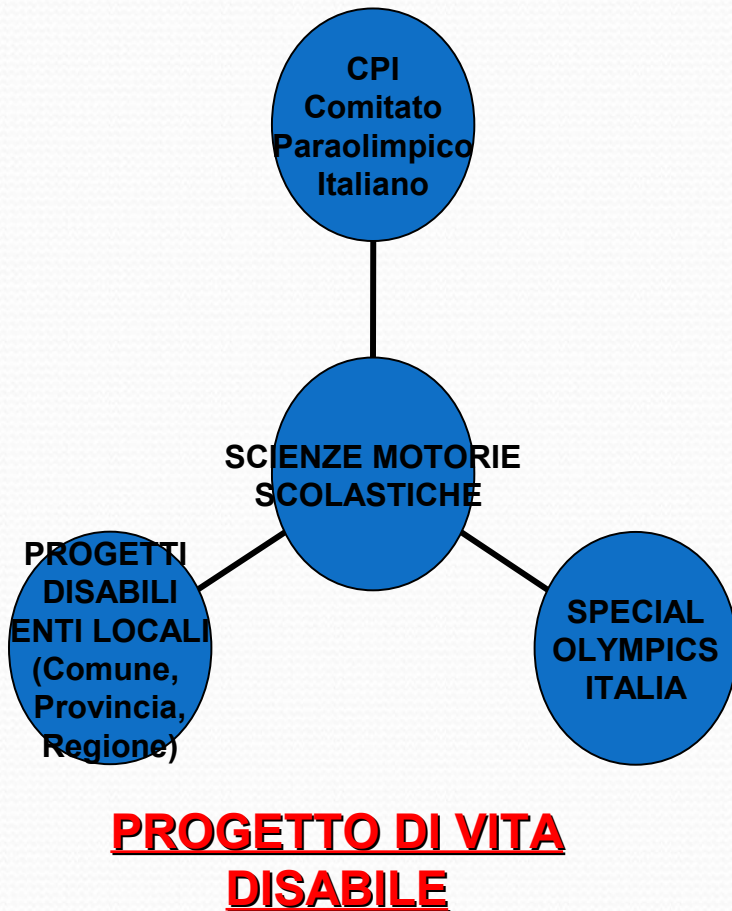 CPI
Comitato
Paraolimpico
Italiano
SCIENZE MOTORIE
SCOLASTICHE
PROGETTI
DISABILI
ENTI LOCALI
(Comune,
Provincia,
Regione)
SPECIAL
OLYMPICS
ITALIA
PROGETTO DI VITA
DISABILE